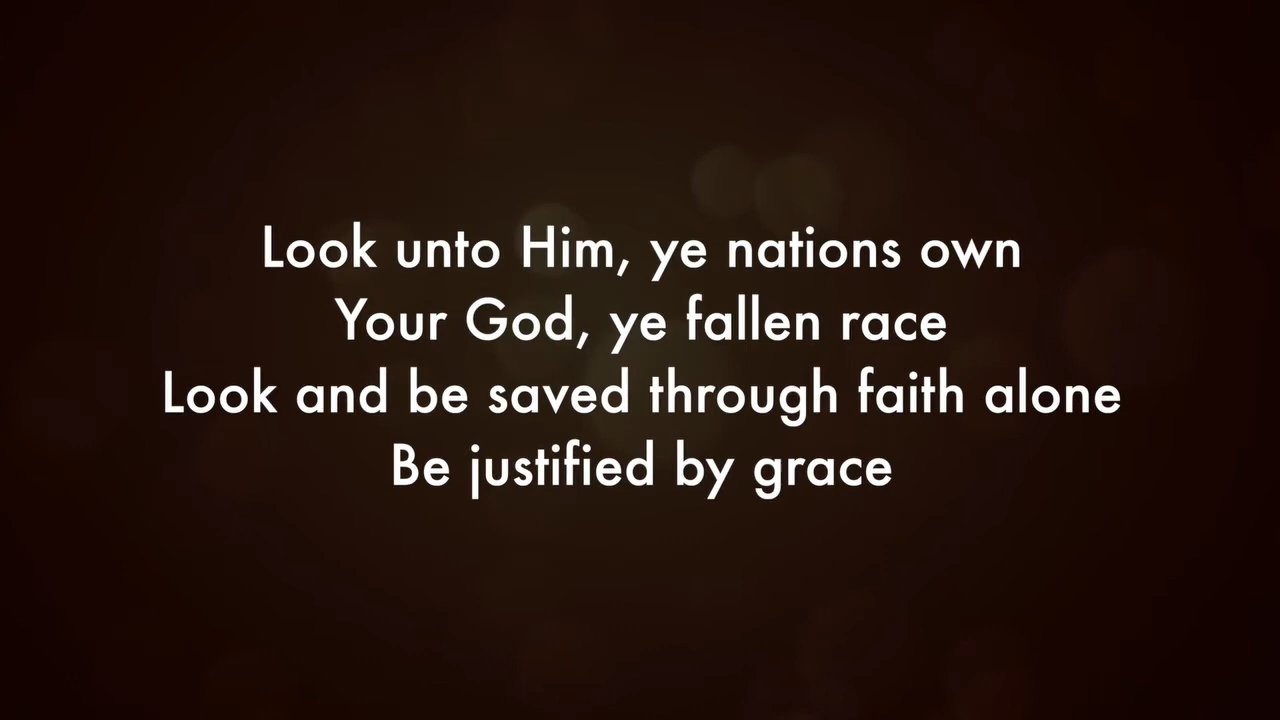 Look unto Him, ye nations own
Your God, ye fallen race
Look and be saved through faith alone
Be justified by grace